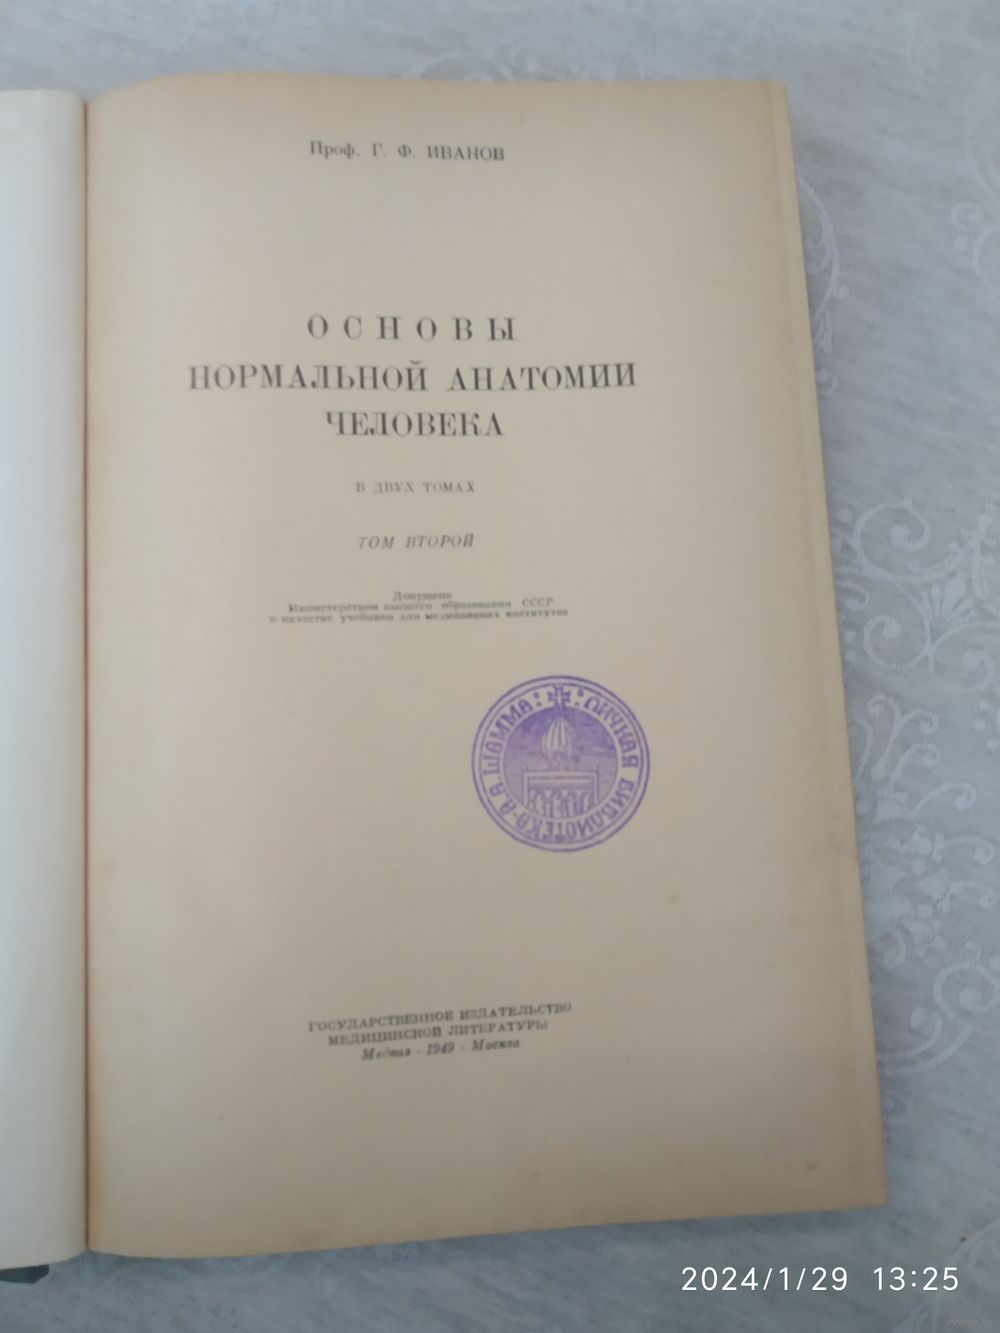 Проф. Г. Ф. ИВАНОВ
ОСНОВЫ
НОРМАЛЬНОЙ АНАТОМИИ
ЧЕЛОВЕКА
В ДВУХ ТОМАХ
ТОМ ВТОРОЙ
Допущено
Министерством высшего образования СССР
в качестве учебника для медицинских институтов
ЛИЧНАЯ БИБЛИОТЕКА
А.А ШАММА
ГОСУДАРСТВЕННОЕ ИЗДАТЕЛЬСТВО
МЕДИЦИНСКОЙ ЛИТЕРАТУРЫ
Медгиз - 1949 - Москва
2024/1/29 13:25